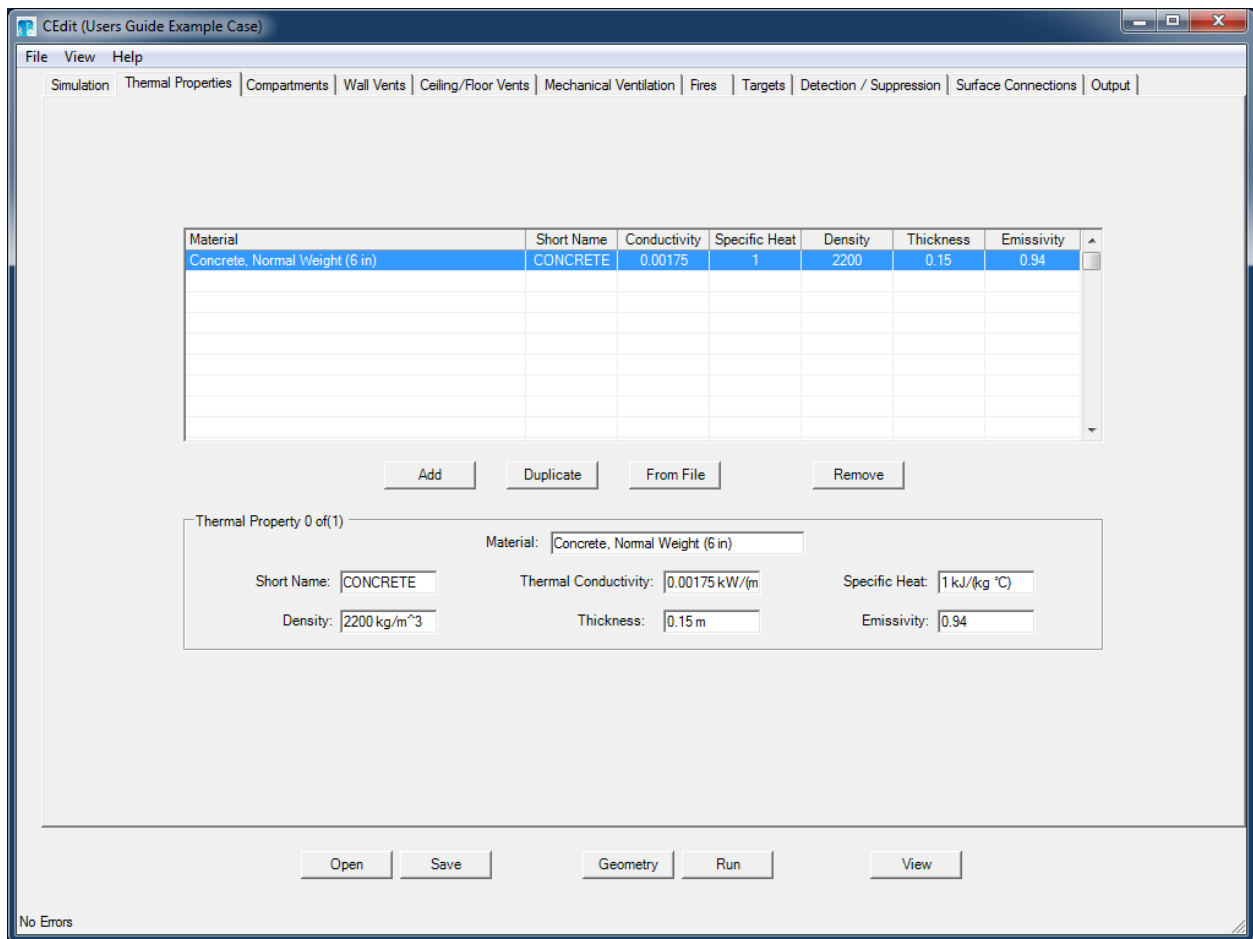 CEdit (Users Guide Example Case)
File View Help
Simulation Thermal Properties Compartments Wall Vents Ceiling/Floor Vents Mechanical Ventilation Fires Targets Detection / Suppression Surface Connections Output
Material Short Name Conductivity Specific Heat Density Thickness Emissivity
Concrete, Normal Weight (6 in) CONCRETE 0.00175 1 2200 0.15 0.94
Add Duplicate From File Remove
Thermal Property 0 of(1)
Material: Concrete, Normal Weight (6 in)
Short Name: CONCRETE Thermal Conductivity: 0.00175 kW/(m Specific Heat: 1 kJ/(kg °C)
Density: 2200 kg/m^3 Thickness: 0.15 m Emissivity: 0.94
Open Save Geometry Run View
No Errors